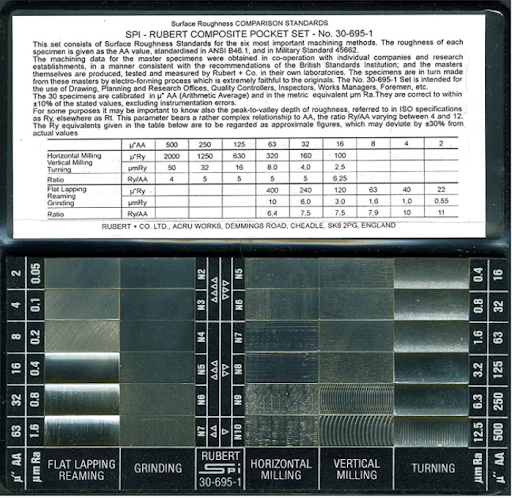 Surface Roughness COMPARISON STANDARDS
SPI - RUBERT COMPOSITE POCKET SET - No. 30-695-1
This set consists of Surface Roughness Standards for the six most important machining methods. The roughness of each
specimen is given as the AA value, standardised in ANSI B46.1, and in Military Standard 45662.
The machining data for the master specimens were obtained in co-operation with individual companies and research
establishments, in a manner consistent with the recommendations of the British Standards Institution; and the masters
themselves are produced, tested and measured by Rubert + Co. in their own laboratories. The specimens are in turn made
from these masters by electro-forming process which is extremely faithful to the originals. The No. 30-695-1 Set is intended for
the use of Drawing, Planning and Research Offices, Quality Controllers, Inspectors, Works Managers, Foremen, etc.
The 30 specimens are calibrated in µ" AA (Arithmetic Average) and in the metric equivalent µm Ra.They are correct to within
±10% of the stated values, excluding instrumentation errors.
For some purposes it may be important to know also the peak-to-valley depth of roughness, referred to in ISO specifications
as Ry, elsewhere as Rt. This parameter bears a rather complex relationship to AA, the ratio Ry/AA varying between 4 and 12.
The Ry equivalents given in the table below are to be regarded as approximate figures, which may deviate by ±30% from
actual values
µ"AA 500 250 125 63 32 16 8 4 2
Horizontal Milling µ"Ry 2000 1250 630 320 160 100
Vertical Milling
Turning µmRy 50 32 16 8.0 4.0 2.5
Ratio Ry/AA 4 5 5 5 5 6.25
Flat Lapping µ"Ry 400 240 120 63 40 22
Reaming
Grinding µmRy 10 6,0 3.0 1,6 1,0 0.55
Ratio Ry/AA 6.4 7.5 7.5 7,9 10 11
RUBERT + CO. LTD., ACRU WORKS, DEMMINGS ROAD, CHEADLE, SK8 2PG, ENGLAND
2 0.05 N2 N5 0.4 16
4 0.1 N3 N6 0.8 32
8 0.2 N4 N7 1.6 63
16 0.4 N5 N8 3.2 125
32 0.8 N6 N9 6.3 250
63 1.6 N7 N10 12.5 500
µ" AA µm Ra FLAT LAPPING GRINDING RUBERT HORIZONTAL VERTICAL TURNING µm Ra µ" AA
REAMING SPI MILLING MILLING
30-695-1